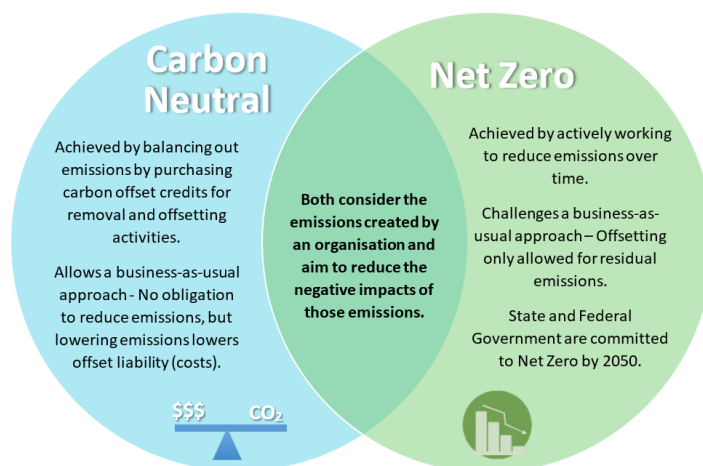 Carbon
Neutral
Achieved by balancing out
emissions by purchasing
carbon offset credits for
removal and offsetting
activities.
Allows a business-as-usual
approach - No obligation
to reduce emissions, but
lowering emissions lowers
offset liability (costs).
$$$ CO₂
Both consider the
emissions created by
an organisation and
aim to reduce the
negative impacts of
those emissions.
Net Zero
Achieved by actively working
to reduce emissions over
time.
Challenges a business-as-
usual approach – Offsetting
only allowed for residual
emissions.
State and Federal
Government are committed
to Net Zero by 2050.